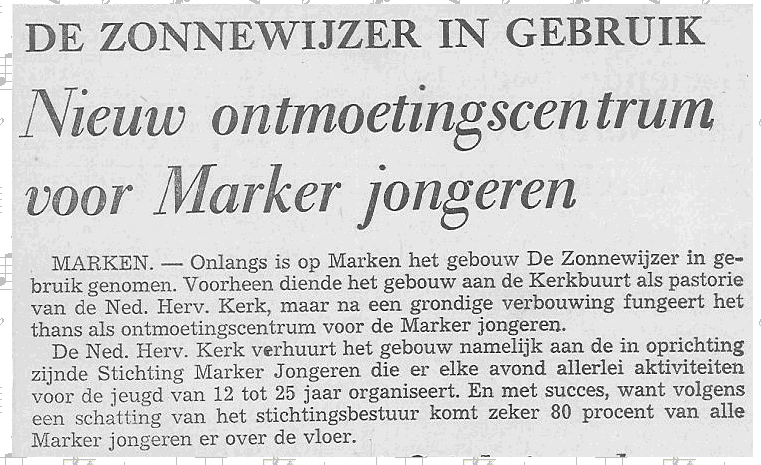 DE ZONNEWIJZER IN GEBRUIK
Nieuw ontmoetingscentrum
voor Marker jongeren
MARKEN. — Onlangs is op Marken het gebouw De Zonnewijzer in ge-
bruik genomen. Voorheen diende het gebouw aan de Kerkbuurt als pastorie
van de Ned. Herv. Kerk, maar na een grondige verbouwing fungeert het
thans als ontmoetingscentrum voor de Marker jongeren.
De Ned. Herv. Kerk verhuurt het gebouw namelijk aan de in oprichting
zijnde Stichting Marker Jongeren die er elke avond allerlei aktiviteiten
voor de jeugd van 12 tot 25 jaar organiseert. En met succes, want volgens
een schatting van het stichtingsbestuur komt zeker 80 procent van alle
Marker jongeren er over de vloer.